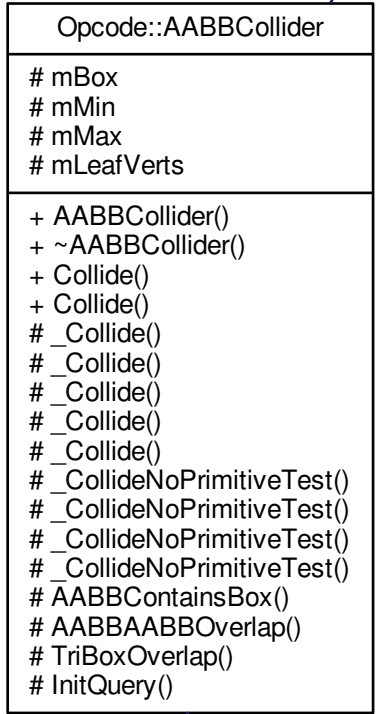 Opcode::AABBCollider
# mBox
# mMin
# mMax
# mLeafVerts
+ AABBCollider()
+ ~AABBCollider()
+ Collide()
+ Collide()
# _Collide()
# _Collide()
# _Collide()
# _Collide()
# _Collide()
# _CollideNoPrimitiveTest()
# _CollideNoPrimitiveTest()
# _CollideNoPrimitiveTest()
# _CollideNoPrimitiveTest()
# AABBContainsBox()
# AABBAABBOverlap()
# TriBoxOverlap()
# InitQuery()